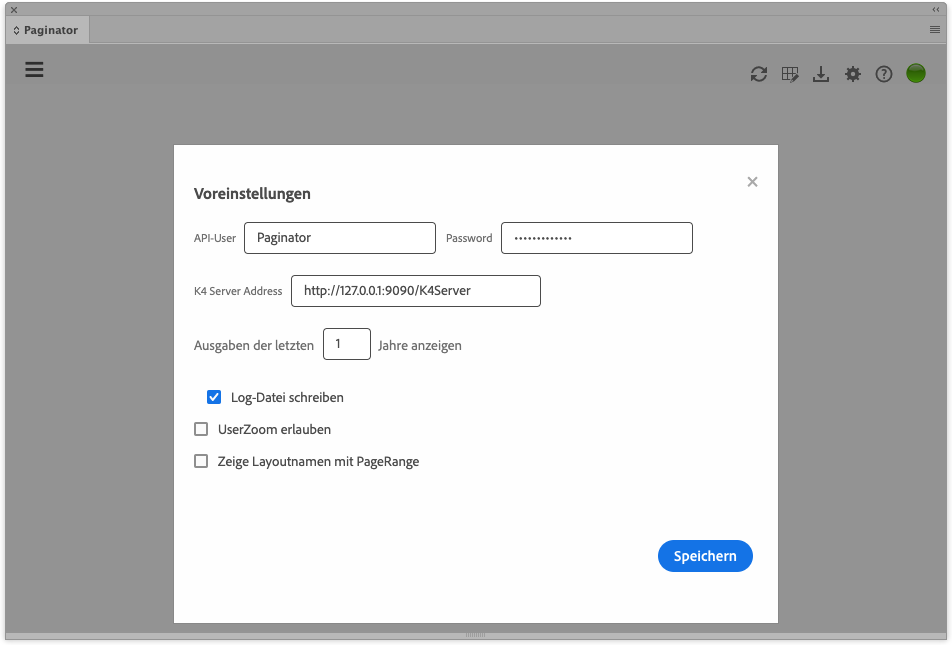 Paginator
Voreinstellungen
API-User Paginator Password •••••••••••••
K4 Server Address http://127.0.0.1:9090/K4Server
Ausgaben der letzten 1 Jahre anzeigen
Log-Datei schreiben
UserZoom erlauben
Zeige Layoutnamen mit PageRange
Speichern